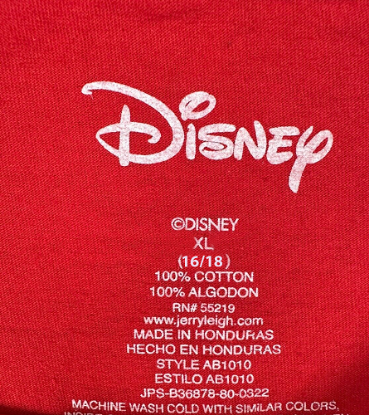 Disney
©DISNEY
XL
(16/18)
100% COTTON
100% ALGODON
RN# 55219
www.jerryleigh.com
MADE IN HONDURAS
HECHO EN HONDURAS
STYLE AB1010
ESTILO AB1010
JPS-B36878-80-0322
MACHINE WASH COLD WITH SIMILAR COLORS,